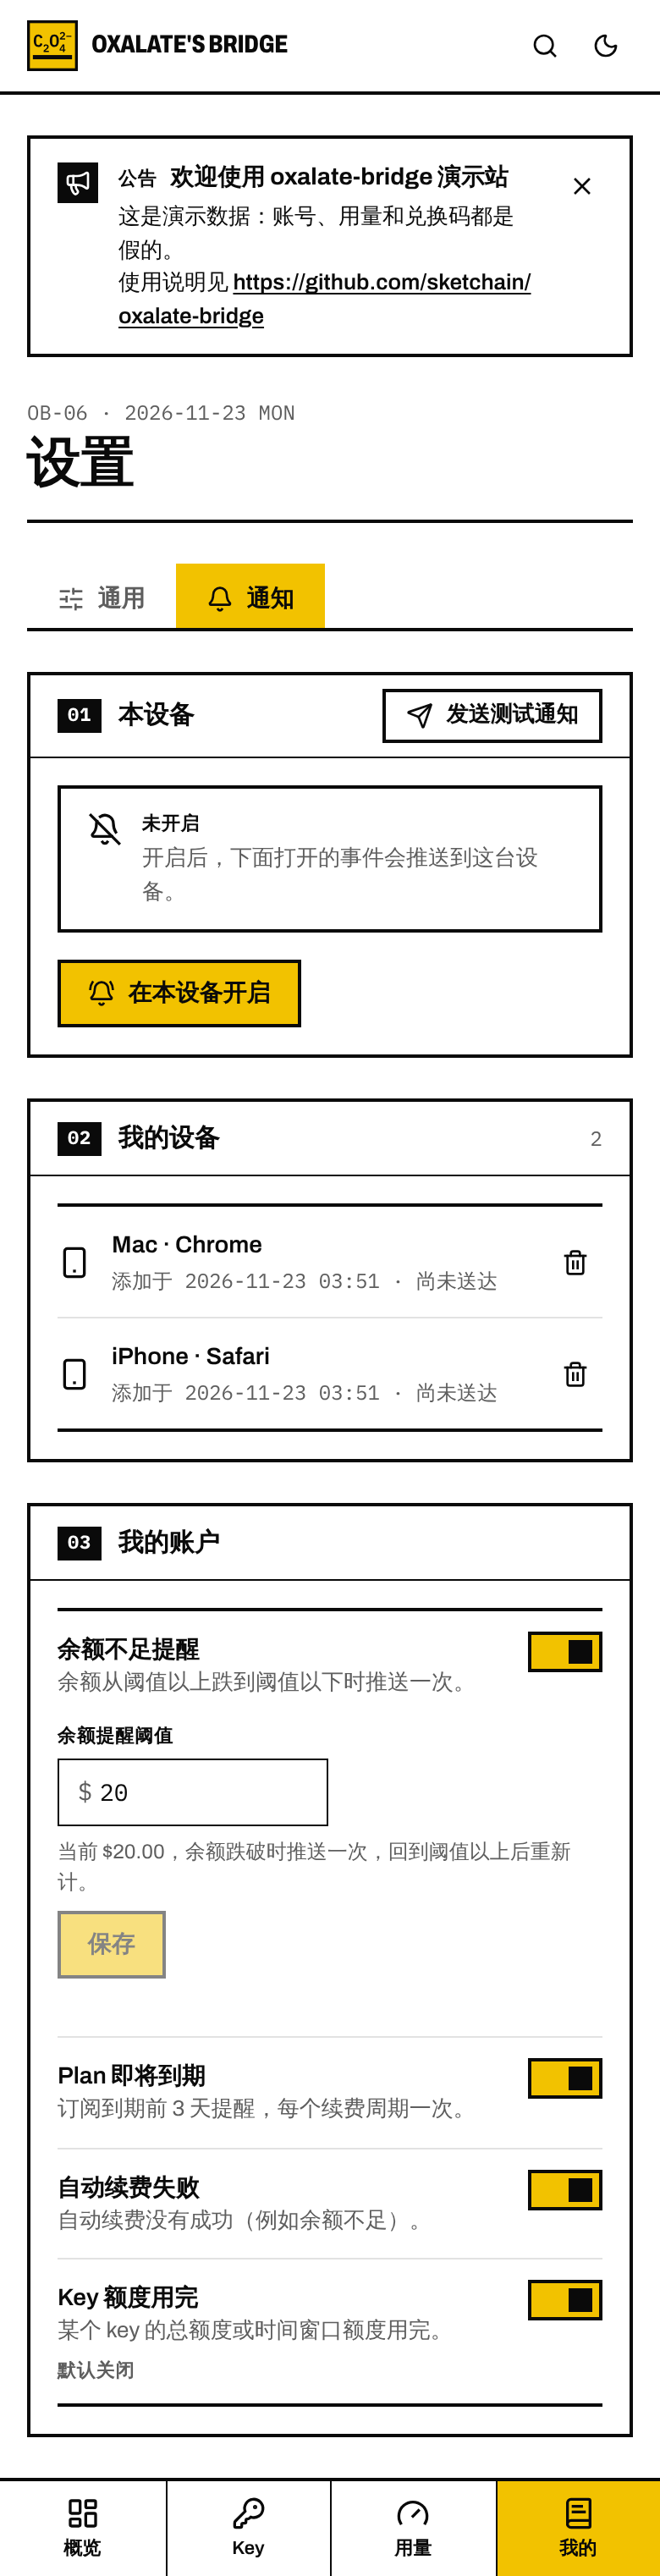 C₂O₄²⁻ OXALATE'S BRIDGE
公告 欢迎使用 oxalate-bridge 演示站
这是演示数据：账号、用量和兑换码都是
假的。
使用说明见 https://github.com/sketchain/
oxalate-bridge
OB-06 · 2026-11-23 MON
设置
通用 通知
01 本设备 发送测试通知
未开启
开启后，下面打开的事件会推送到这台设
备。
在本设备开启
02 我的设备 2
Mac · Chrome
添加于 2026-11-23 03:51 · 尚未送达
iPhone · Safari
添加于 2026-11-23 03:51 · 尚未送达
03 我的账户
余额不足提醒
余额从阈值以上跌到阈值以下时推送一次。
余额提醒阈值
$ 20
当前 $20.00，余额跌破时推送一次，回到阈值以上后重新
计。
保存
Plan 即将到期
订阅到期前 3 天提醒，每个续费周期一次。
自动续费失败
自动续费没有成功（例如余额不足）。
Key 额度用完
某个 key 的总额度或时间窗口额度用完。
默认关闭
概览 Key 用量 我的